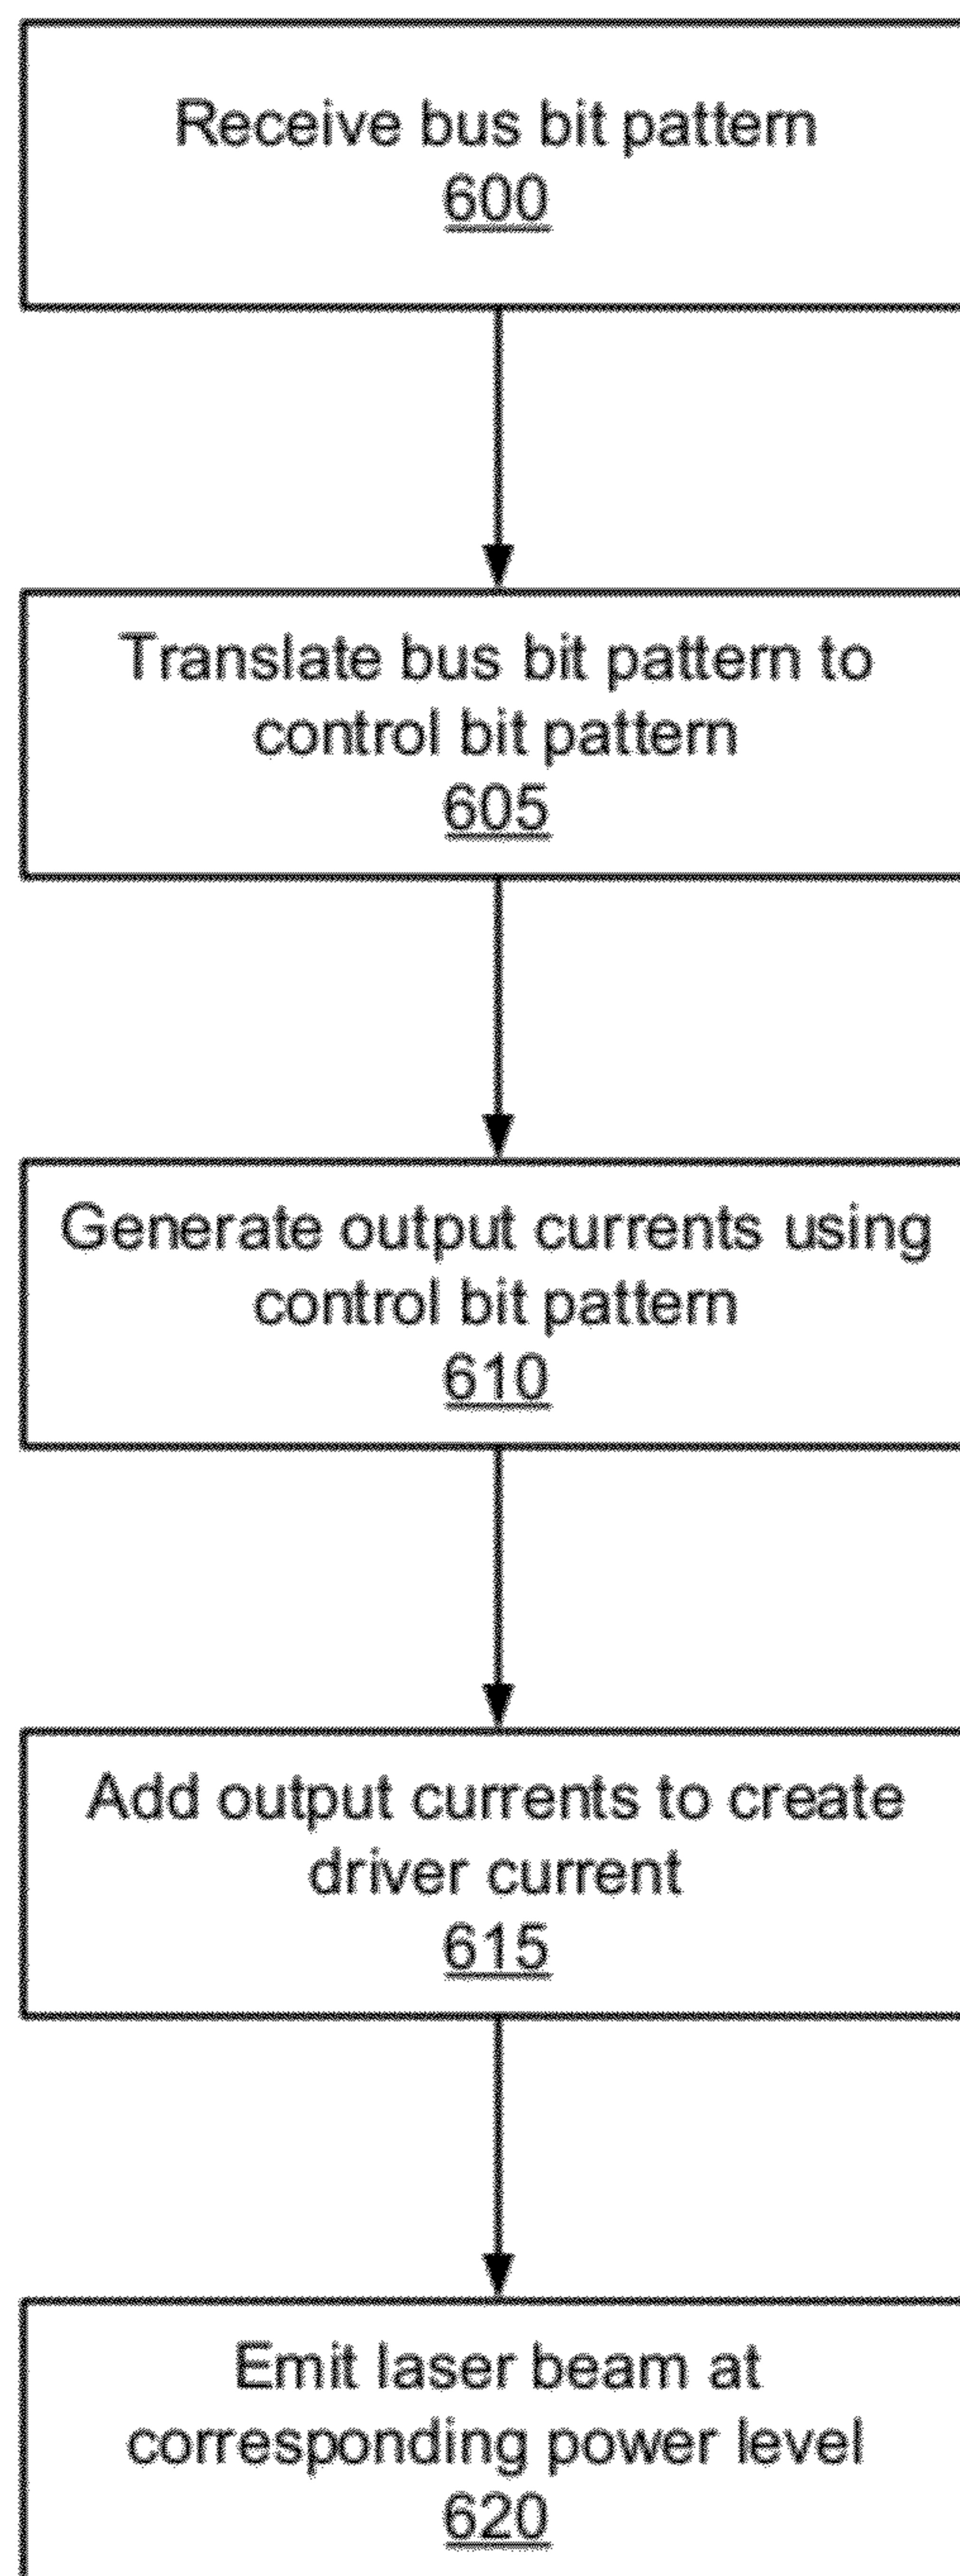 Receive bus bit pattern
600
Translate bus bit pattern to
control bit pattern
605
Generate output currents using
control bit pattern
610
Add output currents to create
driver current
615
Emit laser beam at
corresponding power level
620